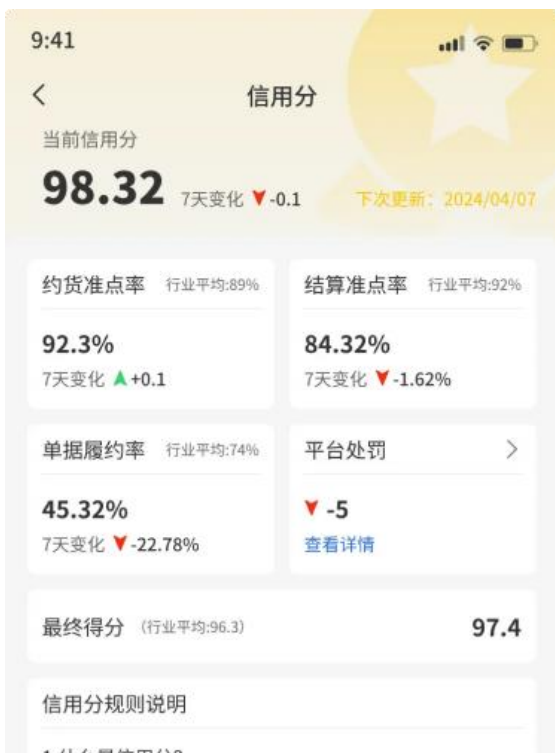 9:41
信用分
当前信用分
98.32 7天变化 -0.1 下次更新：2024/04/07
约货准点率 行业平均:89%
92.3%
7天变化 +0.1
结算准点率 行业平均:92%
84.32%
7天变化 -1.62%
单据履约率 行业平均:74%
45.32%
7天变化 -22.78%
平台处罚
-5
查看详情
最终得分 （行业平均:96.3） 97.4
信用分规则说明